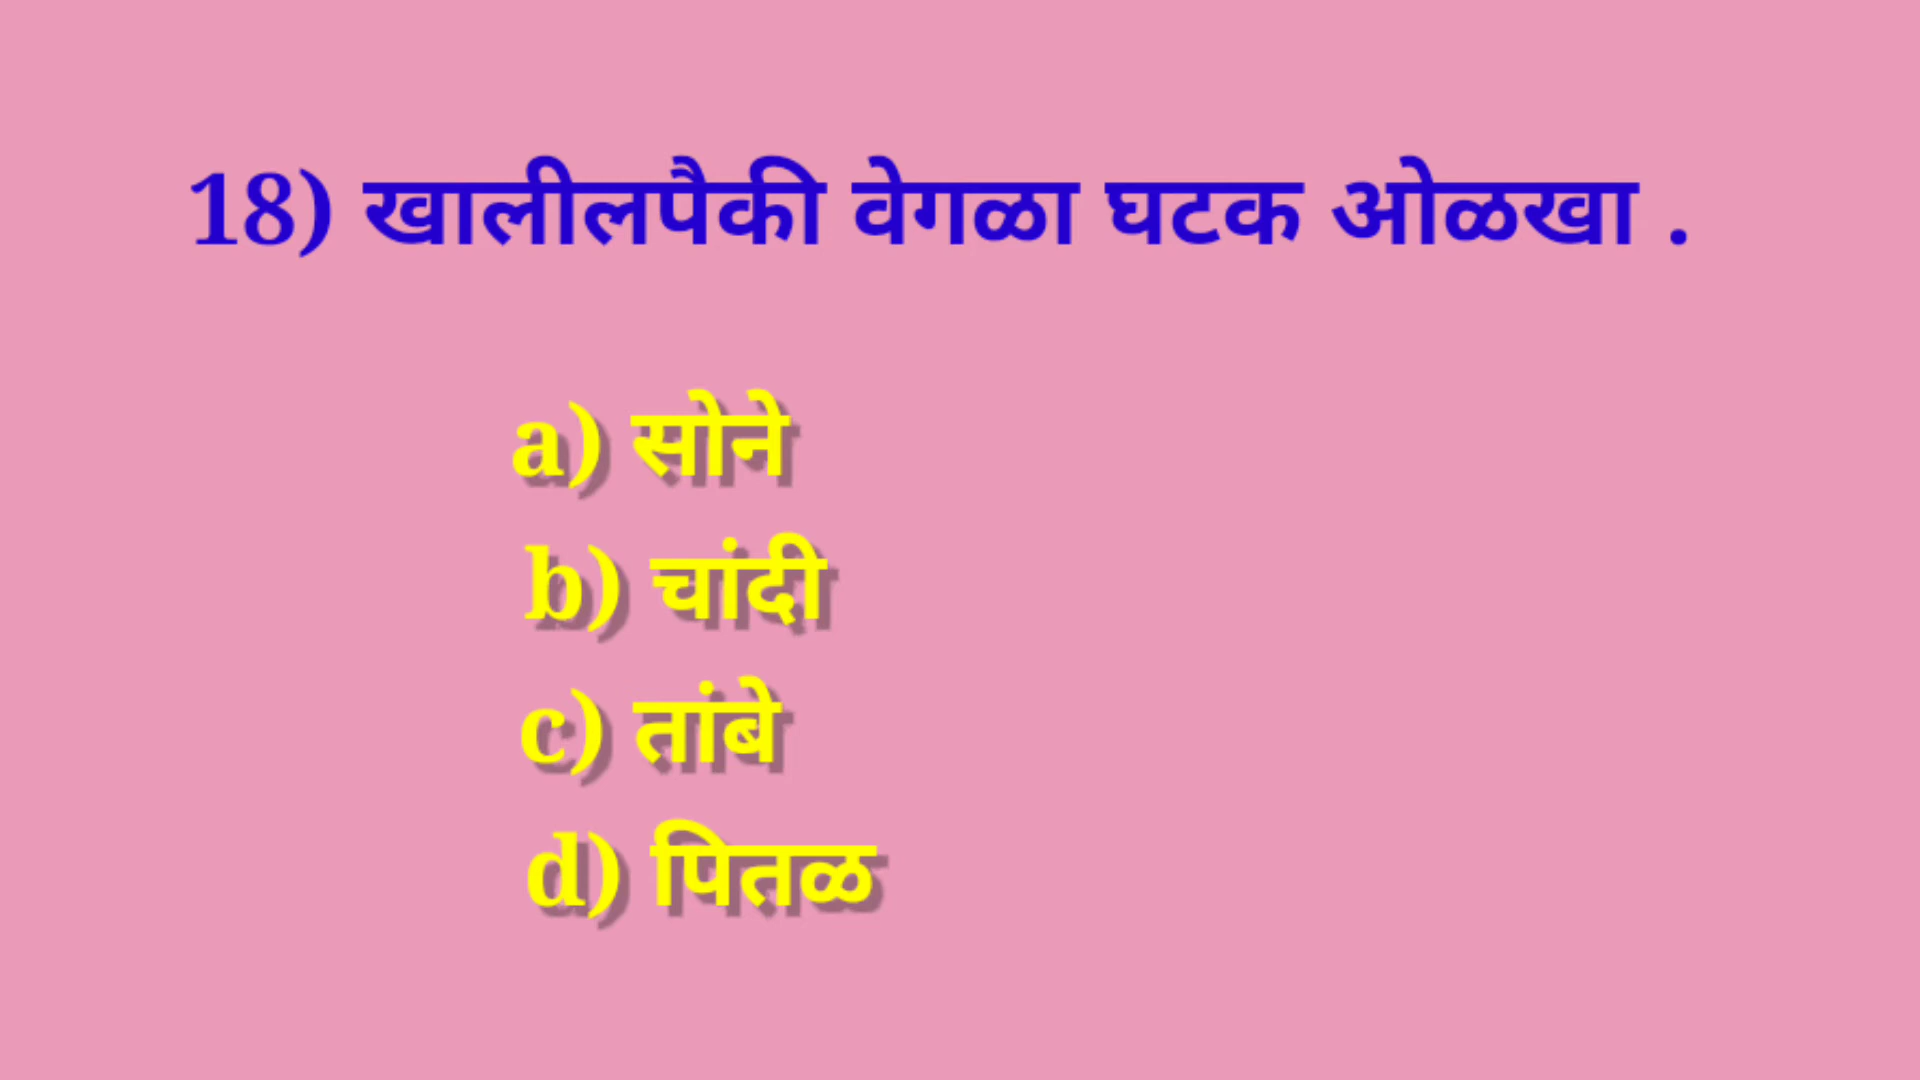 18) खालीलपैकी वेगळा घटक ओळखा .
a) सोने
b) चांदी
c) तांबे
d) पितळ